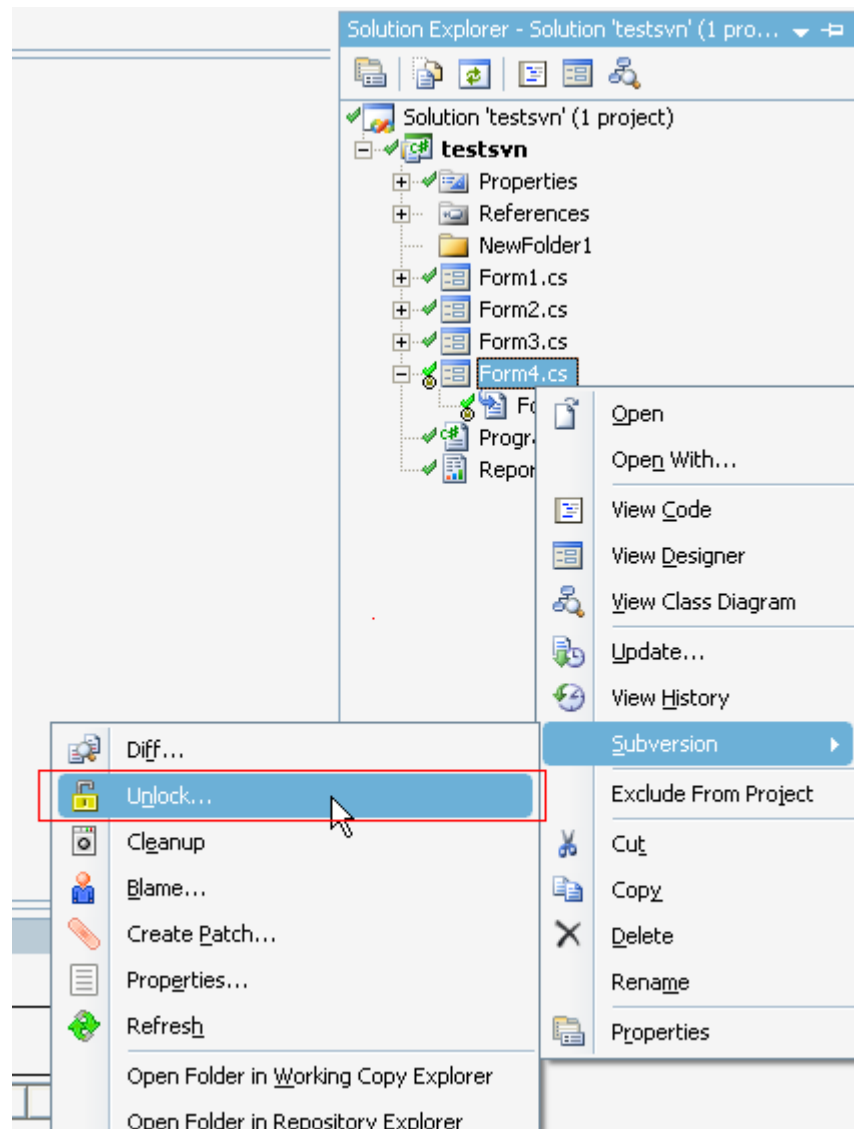 Solution Explorer - Solution 'testsvn' (1 pro...
Solution 'testsvn' (1 project)
testsvn
Properties
References
NewFolder1
Form1.cs
Form2.cs
Form3.cs
Form4.cs
Open
Open With...
View Code
View Designer
View Class Diagram
Update...
View History
Subversion
Exclude From Project
Cut
Copy
Delete
Rename
Properties
Diff...
Unlock...
Cleanup
Blame...
Create Patch...
Properties...
Refresh
Open Folder in Working Copy Explorer
Open Folder in Repository Explorer